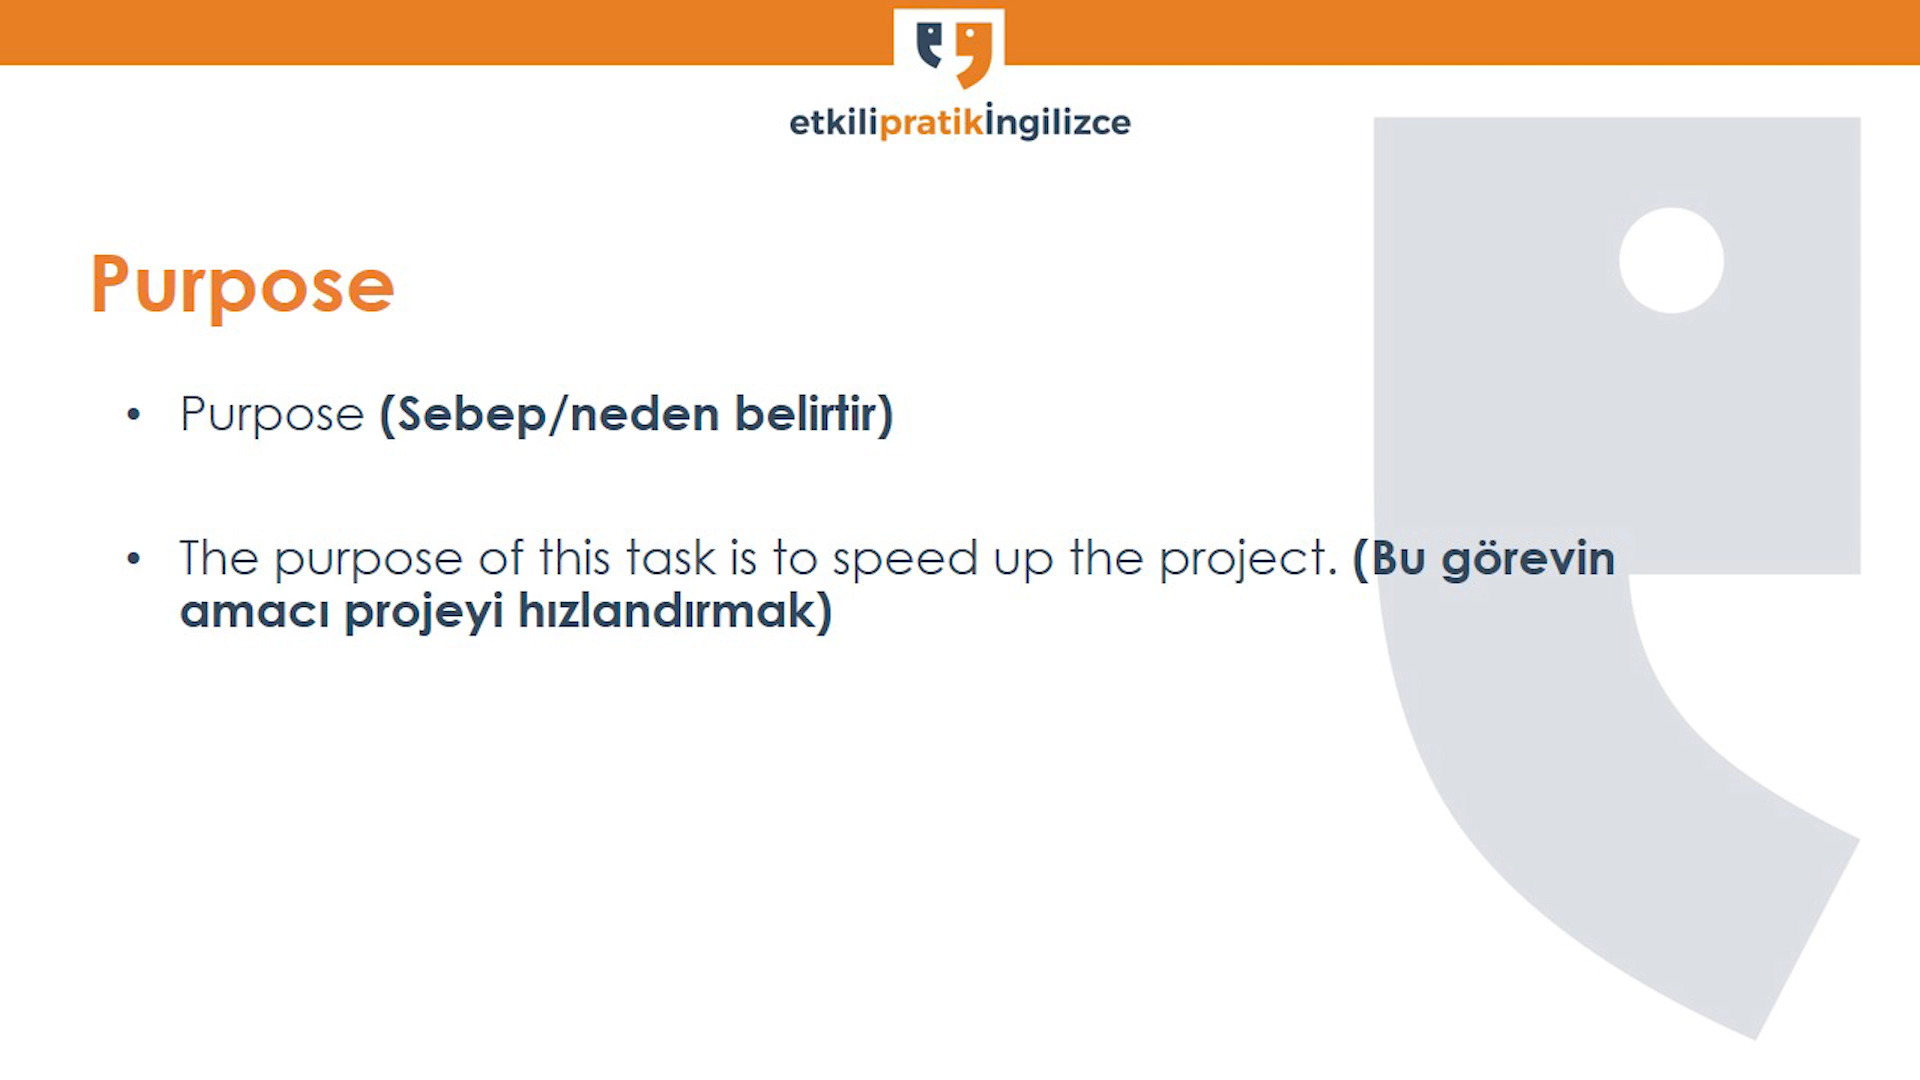 etkilipratikİngilizce
Purpose
• Purpose (Sebep/neden belirtir)
• The purpose of this task is to speed up the project. (Bu görevin
amacı projeyi hızlandırmak)